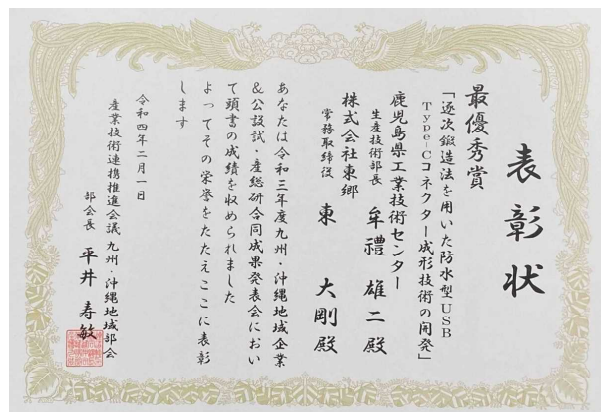 表彰状
最優秀賞
「逐次鍛造法を用いた防水型USB
Type-Cコネクター成形技術の開発」
鹿児島県工業技術センター
生産技術部長 牟禮 雄二 殿
株式会社東郷
常務取締役 東 大剛 殿
あなたは令和三年度九州・沖縄地域企業
&公設試・産総研合同成果発表会におい
て頭書の成績を収められました
よってその栄誉をたたえここに表彰
します
令和四年二月一日
産業技術連携推進会議 九州・沖縄地域部会
部会長 平井 寿敏